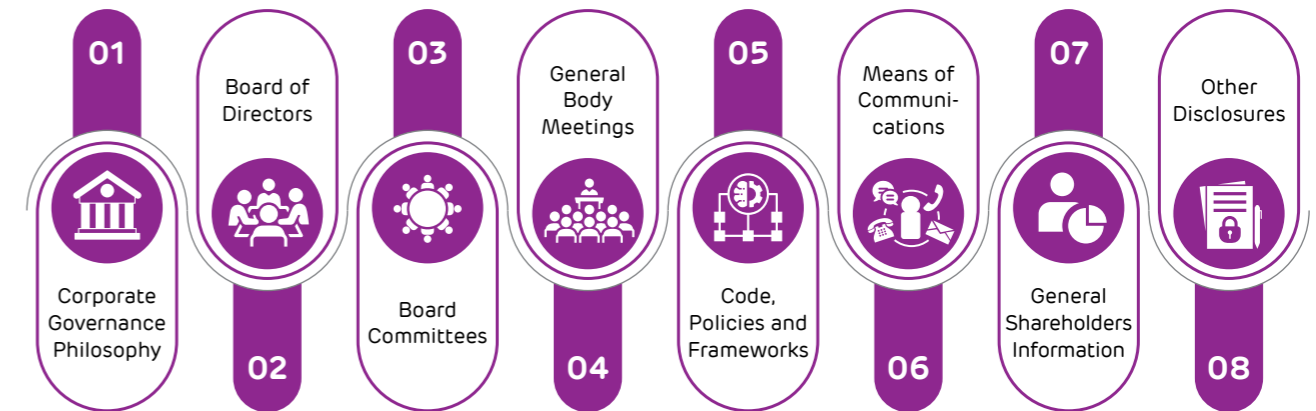 01
Corporate
Governance
Philosophy
Board of
Directors
02
03
Board
Committees
General
Body
Meetings
04
05
Code,
Policies and
Frameworks
Means of
Communi-
cations
06
07
General
Shareholders
Information
Other
Disclosures
08